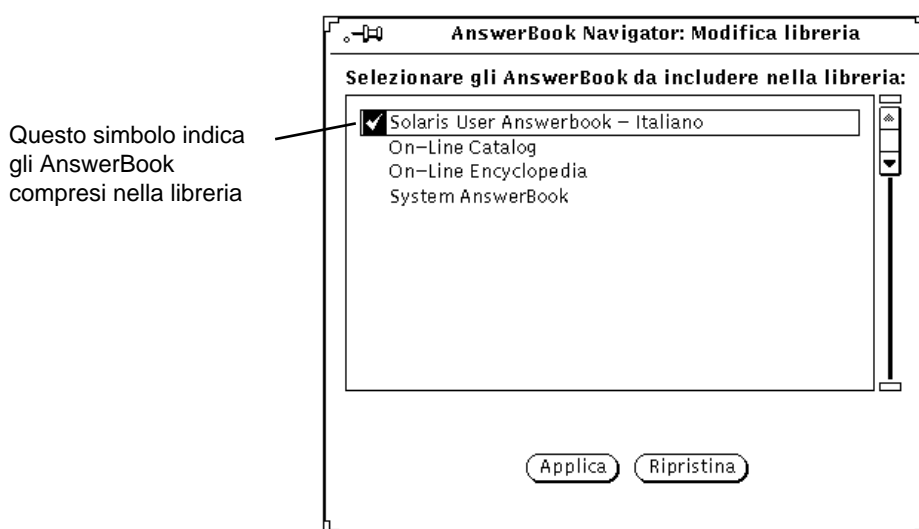 AnswerBook Navigator: Modifica libreria
Selezionare gli AnswerBook da includere nella libreria:
Questo simbolo indica
gli AnswerBook
compresi nella libreria
Solaris User Answerbook – Italiano
On–Line Catalog
On–Line Encyclopedia
System AnswerBook
Applica
Ripristina